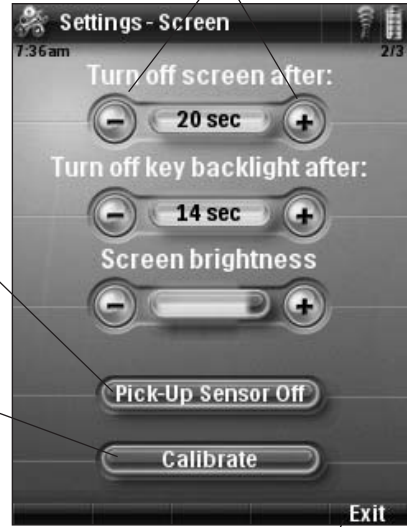 Settings - Screen
7:36am
2/3
Turn off screen after:
- 20 sec +
Turn off key backlight after:
- 14 sec +
Screen brightness
- +
Pick-Up Sensor Off
Calibrate
Exit